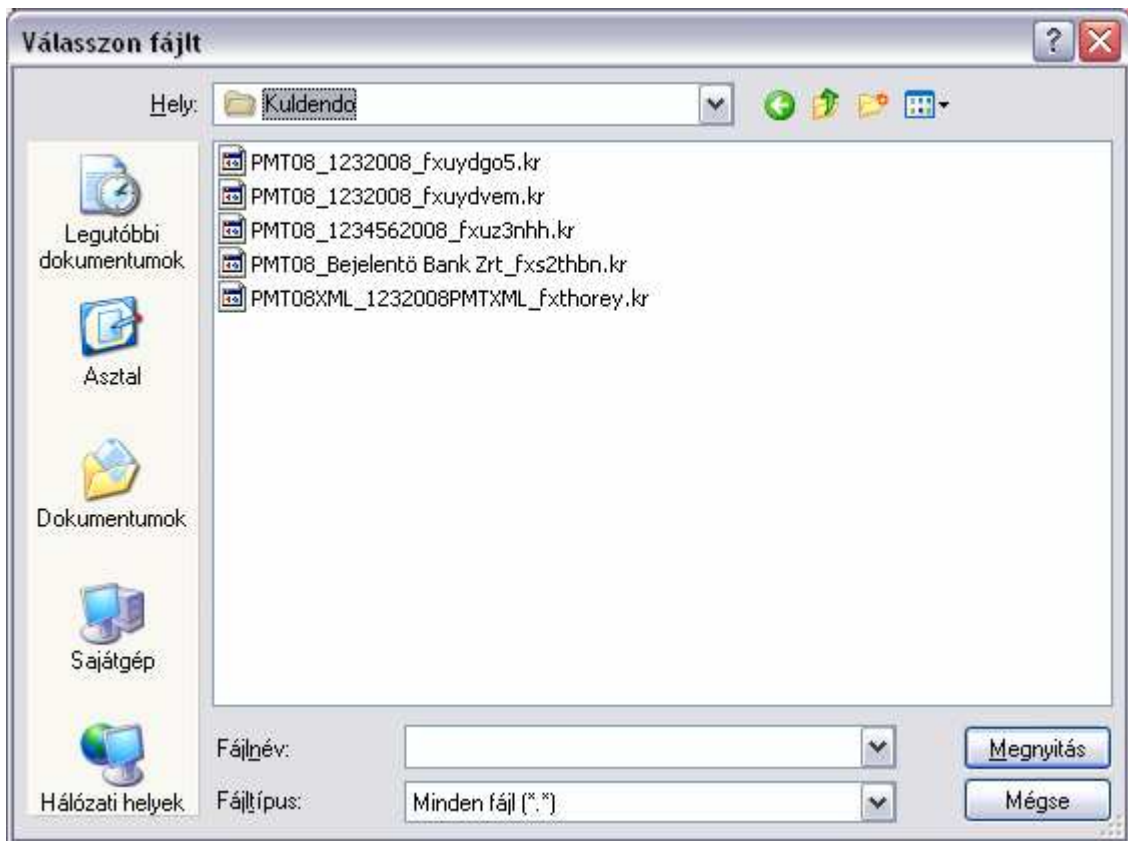 Válasszon fájlt
Hely:
Kuldendo
PMT08_1232008_fxuydgo5.kr
PMT08_1232008_fxuydvem.kr
PMT08_1234562008_fxuz3nhh.kr
PMT08_Bejelentö Bank Zrt_fxs2thbn.kr
PMT08XML_1232008PMTXML_fxthorey.kr
Legutóbbi
dokumentumok
Asztal
Dokumentumok
Sajátgép
Hálózati helyek
Fájlnév:
Megnyitás
Fájltípus:
Minden fájl (*.*)
Mégse